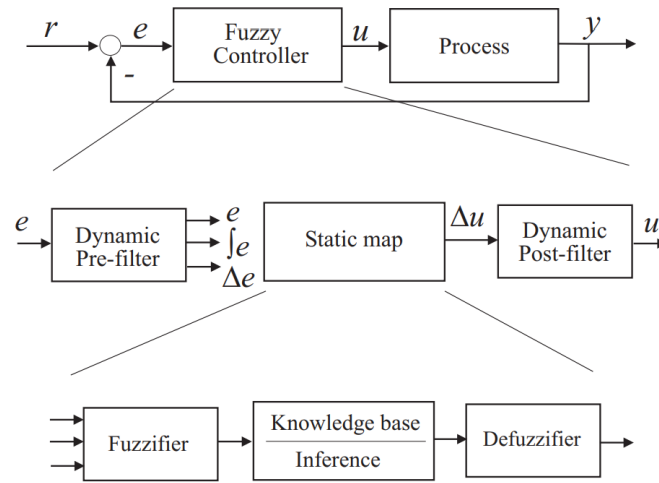 r
e
Fuzzy
Controller
u
Process
y
-
e
Dynamic
Pre-filter
e
∫e
Δe
Static map
Δu
Dynamic
Post-filter
u
Fuzzifier
Knowledge base
Inference
Defuzzifier